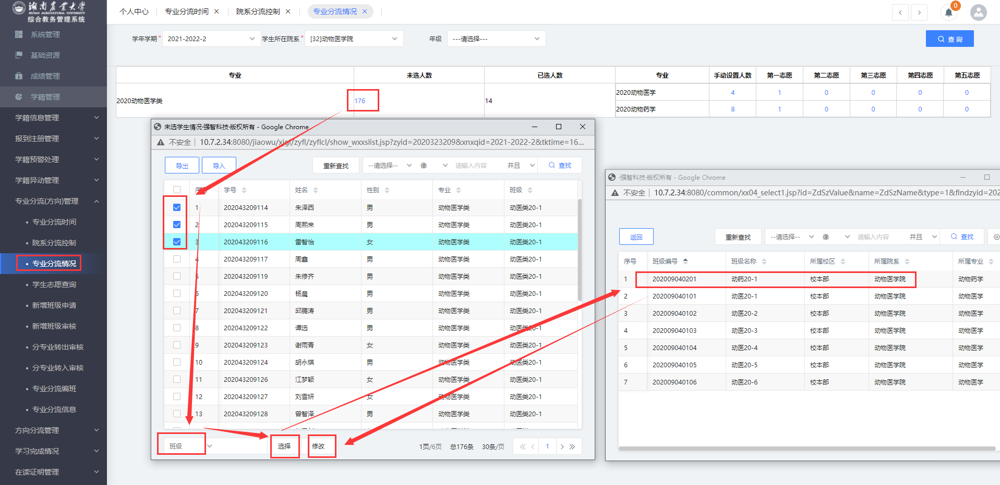 湖南农业大学
HUNAN AGRICULTURAL UNIVERSITY
综合教务管理系统
系统管理
基础资源
成绩管理
学籍管理
学籍信息管理
报到注册管理
学籍预警处理
学籍异动管理
专业分流(方向)管理
专业分流时间
院系分流控制
专业分流情况
学生志愿查询
新增班级申请
新增班级审核
分专业转出审核
分专业转入审核
专业分流编班
专业分流信息
方向分流管理
学习完成情况
在读证明管理
个人中心 专业分流时间 × 院系分流控制 × 专业分流情况 ×
0
学年学期* 2021-2022-2 学生所在院系* [32]动物医学院 年级 ---请选择--- 查 询
专业 未选人数 已选人数 专业 手动设置人数 第一志愿 第二志愿 第三志愿 第四志愿 第五志愿
2020动物医学类 176 14
2020动物医学 4 1 0 0 0 0
2020动物药学 8 1 0 0 0 0
未选学生情况·强智科技·版权所有 - Google Chrome
不安全 10.7.2.34:8080/jiaowu/xjgl/zyfl/zyflcl/show_wxxslist.jsp?zyid=2020323209&xnxqid=2021-2022-2&tktime=16...
导出 导入 重新查找 --请选择-- 像 请输入内容 并且 查找
学号 姓名 性别 专业 班级
1 202043209114 朱泽西 男 动物医学类 动医类20-1
2 202043209115 周熙来 男 动物医学类 动医类20-1
3 202043209116 雷智怡 女 动物医学类 动医类20-1
4 202043209117 周鑫 男 动物医学类 动医类20-1
5 202043209119 朱修齐 男 动物医学类 动医类20-1
6 202043209120 杨晨 男 动物医学类 动医类20-1
7 202043209121 邱腾涛 男 动物医学类 动医类20-1
8 202043209122 谭选 男 动物医学类 动医类20-1
9 202043209123 谢雨青 女 动物医学类 动医类20-1
10 202043209124 胡永琪 男 动物医学类 动医类20-1
11 202043209126 江梦颖 女 动物医学类 动医类20-1
12 202043209127 刘雪妍 女 动物医学类 动医类20-1
13 202043209128 曾智泽 男 动物医学类 动医类20-1
班级 选择 修改 1页/6页 总176条 30条/页 1
·强智科技·版权所有 - Google Chrome
不安全 10.7.2.34:8080/common/xx04_select1.jsp?id=ZdSzValue&name=ZdSzName&type=1&flndzyid=202
返回 重新查找 --请选择-- 像 请输入内容 并且 查找
序号 班级编号 班级名称 所属校区 所属院系 所属专业
1 202009040201 动药20-1 校本部 动物医学院 动物药学
2 202009040101 动医20-1 校本部 动物医学院 动物医学
3 202009040102 动医20-2 校本部 动物医学院 动物医学
4 202009040103 动医20-3 校本部 动物医学院 动物医学
5 202009040104 动医20-4 校本部 动物医学院 动物医学
6 202009040105 动医20-5 校本部 动物医学院 动物医学
7 202009040106 动医20-6 校本部 动物医学院 动物医学